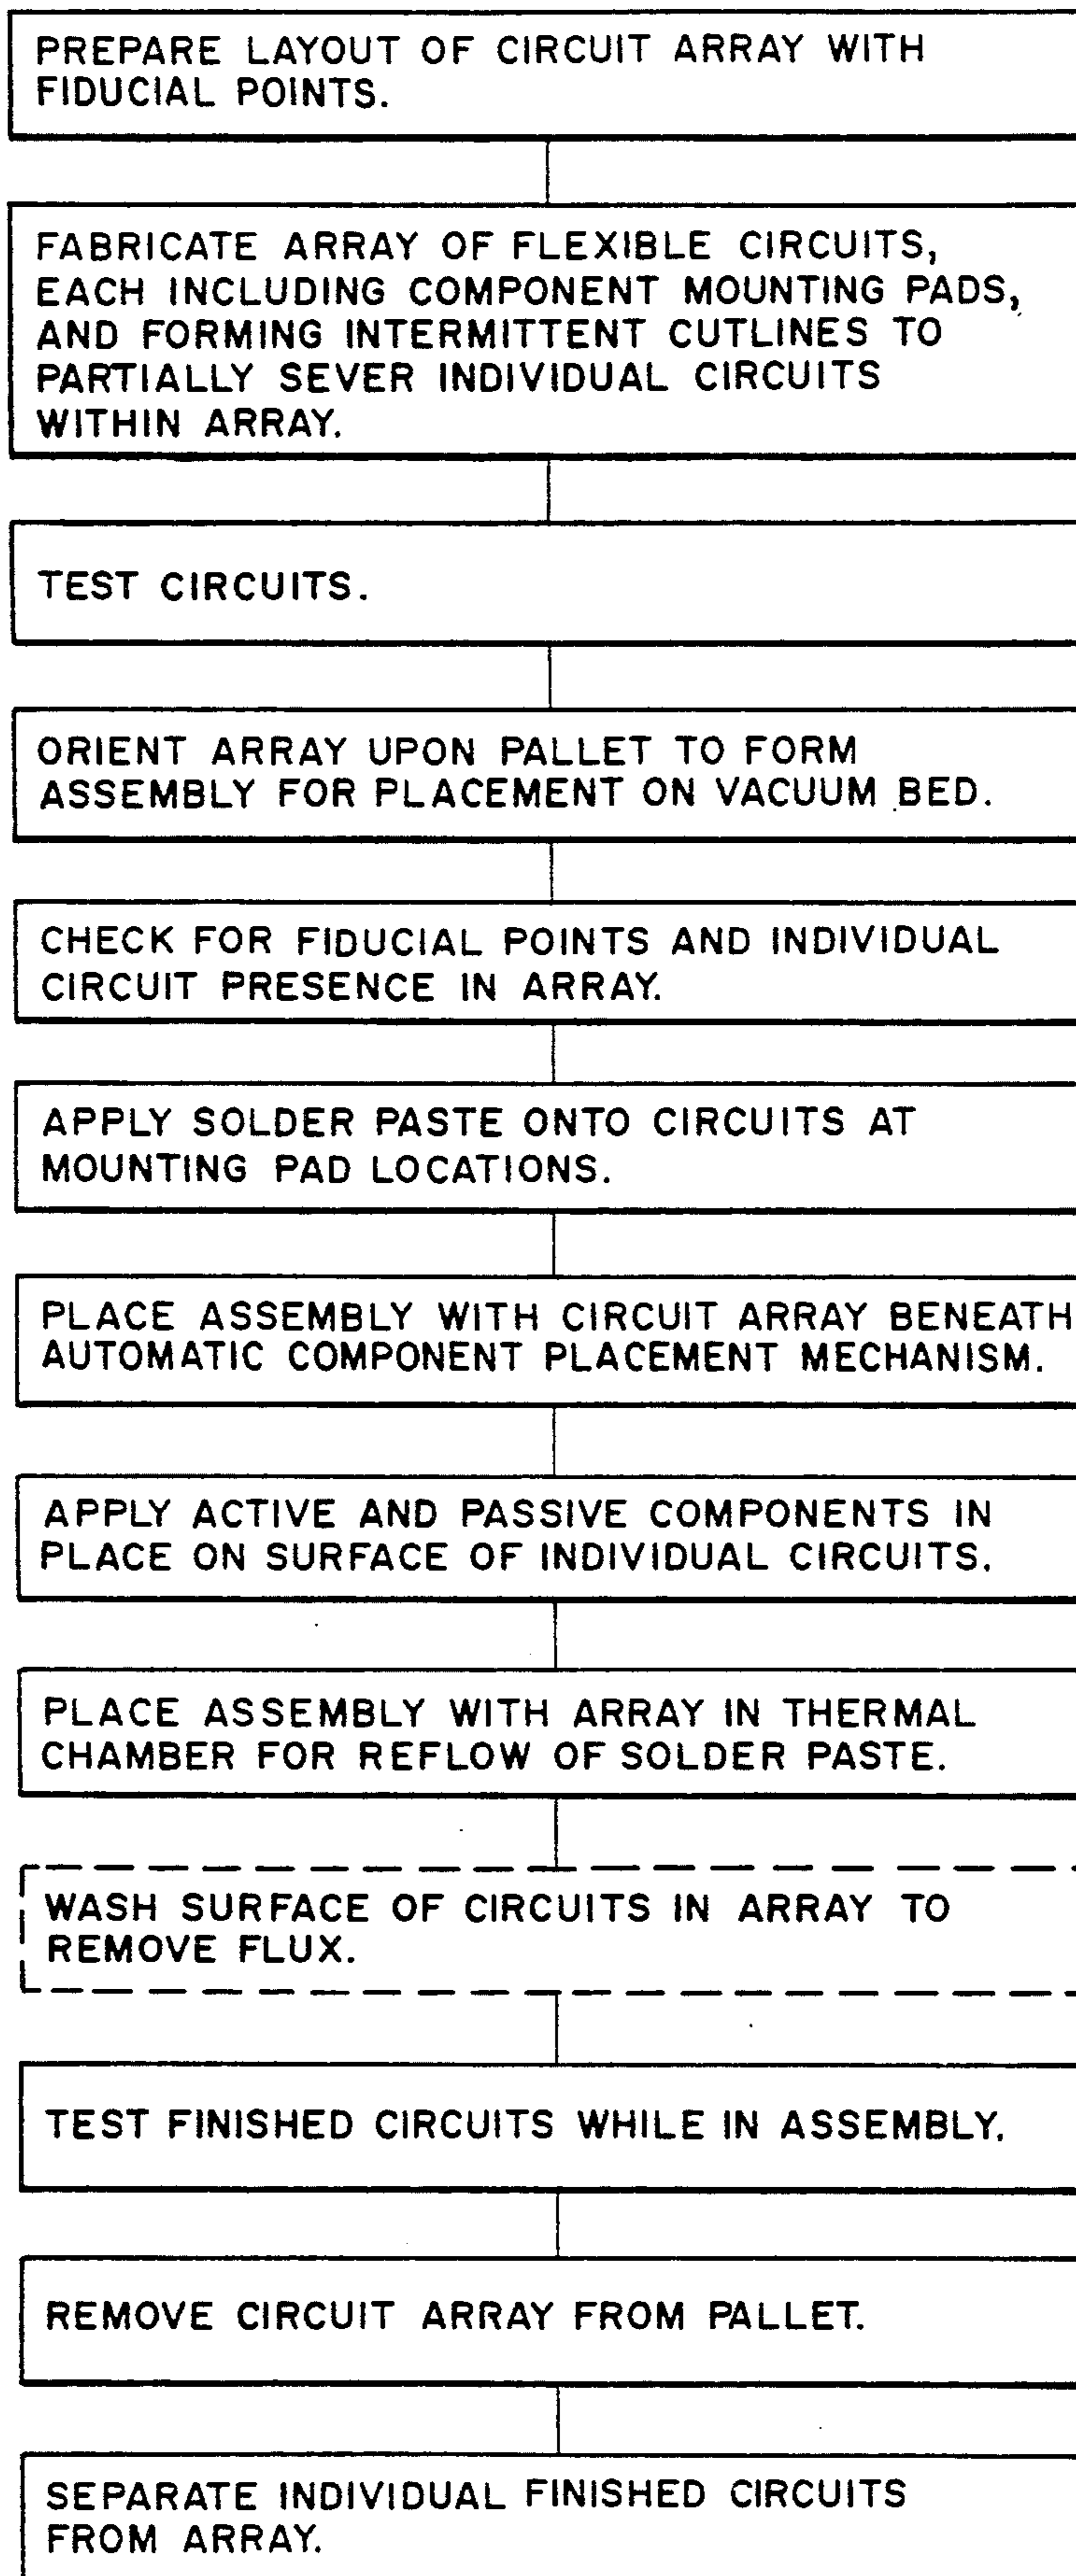 PREPARE LAYOUT OF CIRCUIT ARRAY WITH
FIDUCIAL POINTS.
FABRICATE ARRAY OF FLEXIBLE CIRCUITS,
EACH INCLUDING COMPONENT MOUNTING PADS,
AND FORMING INTERMITTENT CUTLINES TO
PARTIALLY SEVER INDIVIDUAL CIRCUITS
WITHIN ARRAY.
TEST CIRCUITS.
ORIENT ARRAY UPON PALLET TO FORM
ASSEMBLY FOR PLACEMENT ON VACUUM BED.
CHECK FOR FIDUCIAL POINTS AND INDIVIDUAL
CIRCUIT PRESENCE IN ARRAY.
APPLY SOLDER PASTE ONTO CIRCUITS AT
MOUNTING PAD LOCATIONS.
PLACE ASSEMBLY WITH CIRCUIT ARRAY BENEATH
AUTOMATIC COMPONENT PLACEMENT MECHANISM.
APPLY ACTIVE AND PASSIVE COMPONENTS IN
PLACE ON SURFACE OF INDIVIDUAL CIRCUITS.
PLACE ASSEMBLY WITH ARRAY IN THERMAL
CHAMBER FOR REFLOW OF SOLDER PASTE.
WASH SURFACE OF CIRCUITS IN ARRAY TO
REMOVE FLUX.
TEST FINISHED CIRCUITS WHILE IN ASSEMBLY.
REMOVE CIRCUIT ARRAY FROM PALLET.
SEPARATE INDIVIDUAL FINISHED CIRCUITS
FROM ARRAY.